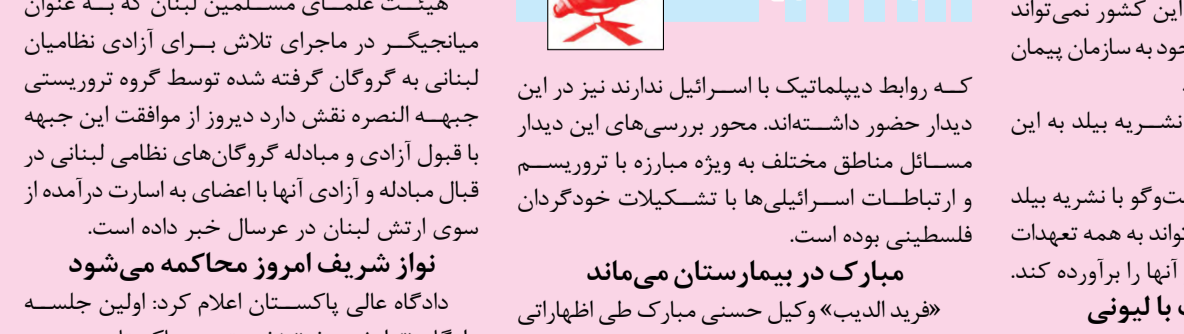 این کشور نمی‌تواند
خود به سازمان پیمان
نشریه بیلد به این
ت‌وگو با نشریه بیلد
تواند به همه تعهدات
آنها را برآورده کند.
با لیونی
که روابط دیپلماتیک با اسرائیل ندارند نیز در این
دیدار حضور داشته‌اند. محور بررسی‌های این دیدار
مسائل مناطق مختلف به ویژه مبارزه با تروریسم
و ارتباطات اسرائیلی‌ها با تشکیلات خودگردان
فلسطینی بوده است.
مبارک در بیمارستان می‌ماند
«فرید الدیب» وکیل حسنی مبارک طی اظهاراتی
هیئت علمای مسلمین لبنان که به عنوان
میانجیگر در ماجرای تلاش برای آزادی نظامیان
لبنانی به گروگان گرفته شده توسط گروه تروریستی
جبهه النصره نقش دارد دیروز از موافقت این جبهه
با قبول آزادی و مبادله گروگان‌های نظامی لبنانی در
قبال مبادله و آزادی آنها با اعضای به اسارت درآمده از
سوی ارتش لبنان در عرسال خبر داده است.
نواز شریف امروز محاکمه می‌شود
دادگاه عالی پاکستان اعلام کرد: اولین جلسه